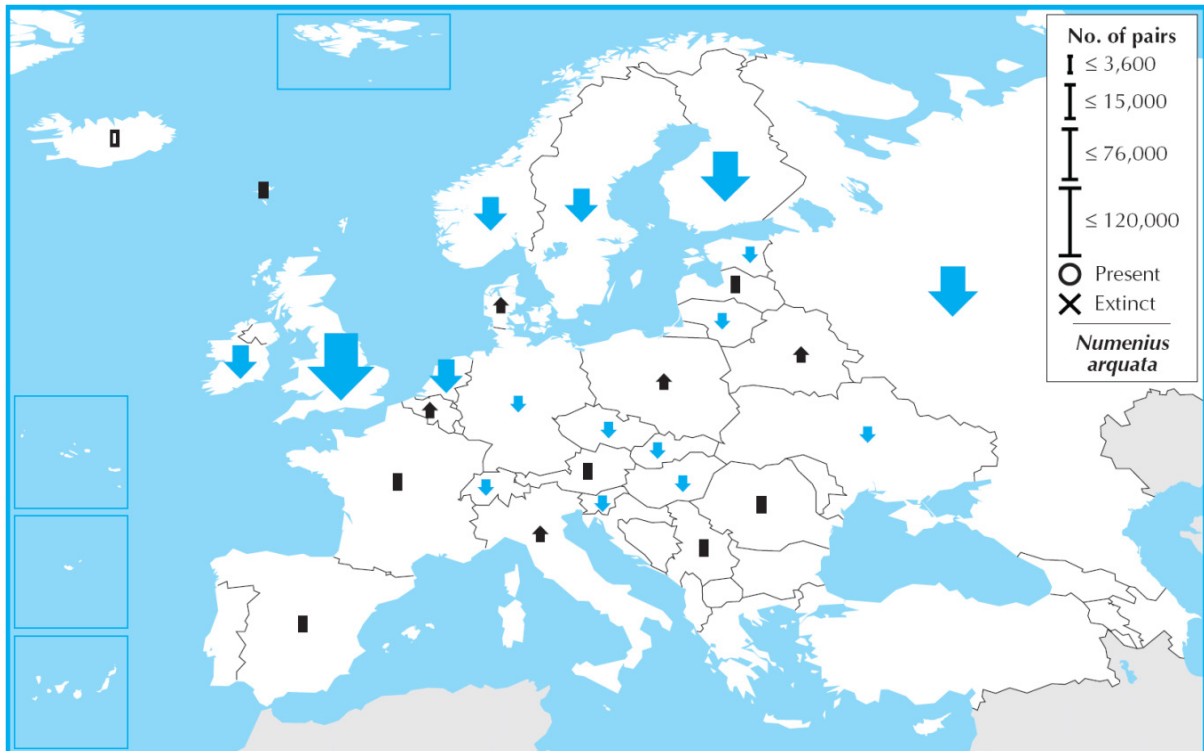 No. of pairs
≤ 3,600
≤ 15,000
≤ 76,000
≤ 120,000
Present
Extinct
Numenius
arquata